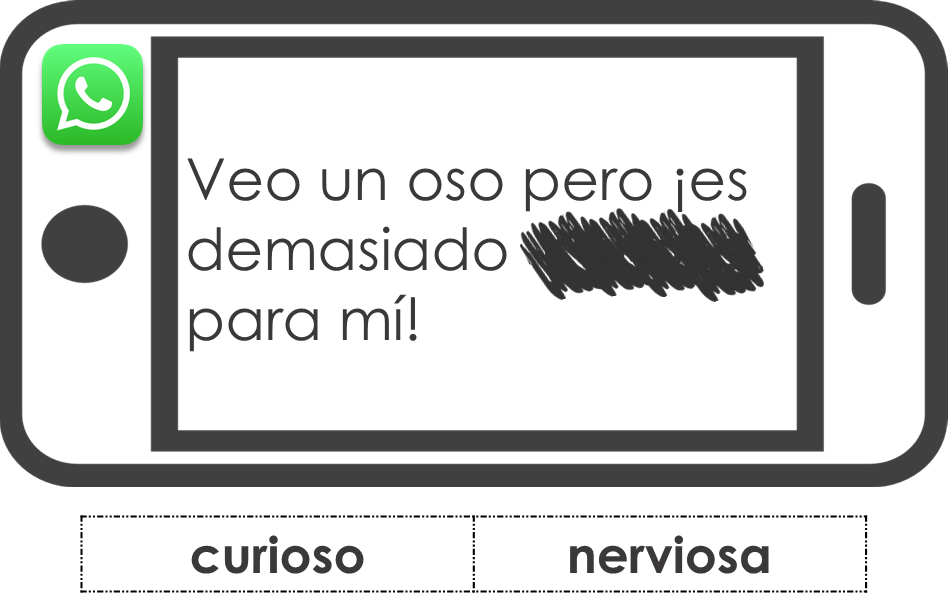 Veo un oso pero ¡es
demasiado
para mí!
curioso
nerviosa